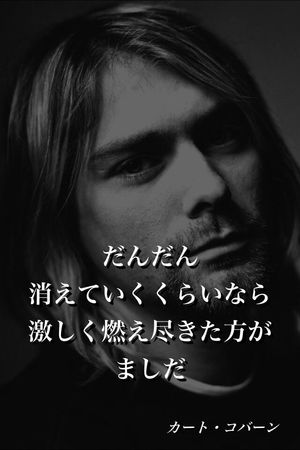 だんだん
消えていくくらいなら
激しく燃え尽きた方が
ましだ
カート・コバーン